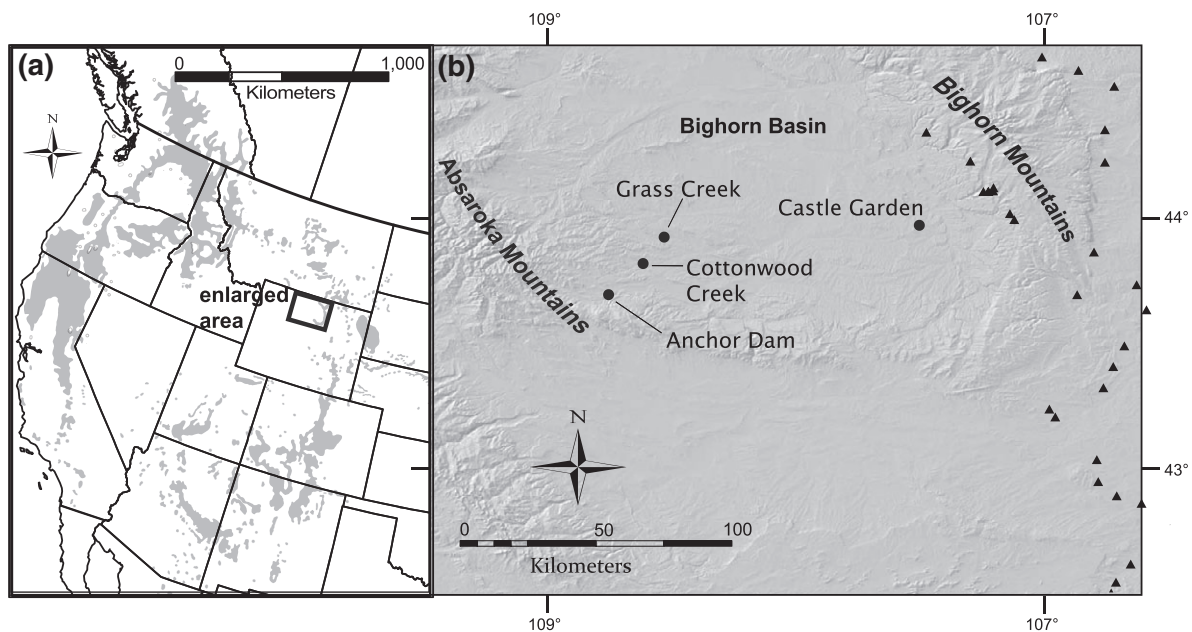 109°
107°
(a)
0
1,000
Kilometers
N
enlarged
area
(b)
Bighorn Basin
Bighorn Mountains
Absaroka Mountains
Grass Creek
Castle Garden
Cottonwood
Creek
Anchor Dam
44°
43°
N
0
50
100
Kilometers
109°
107°